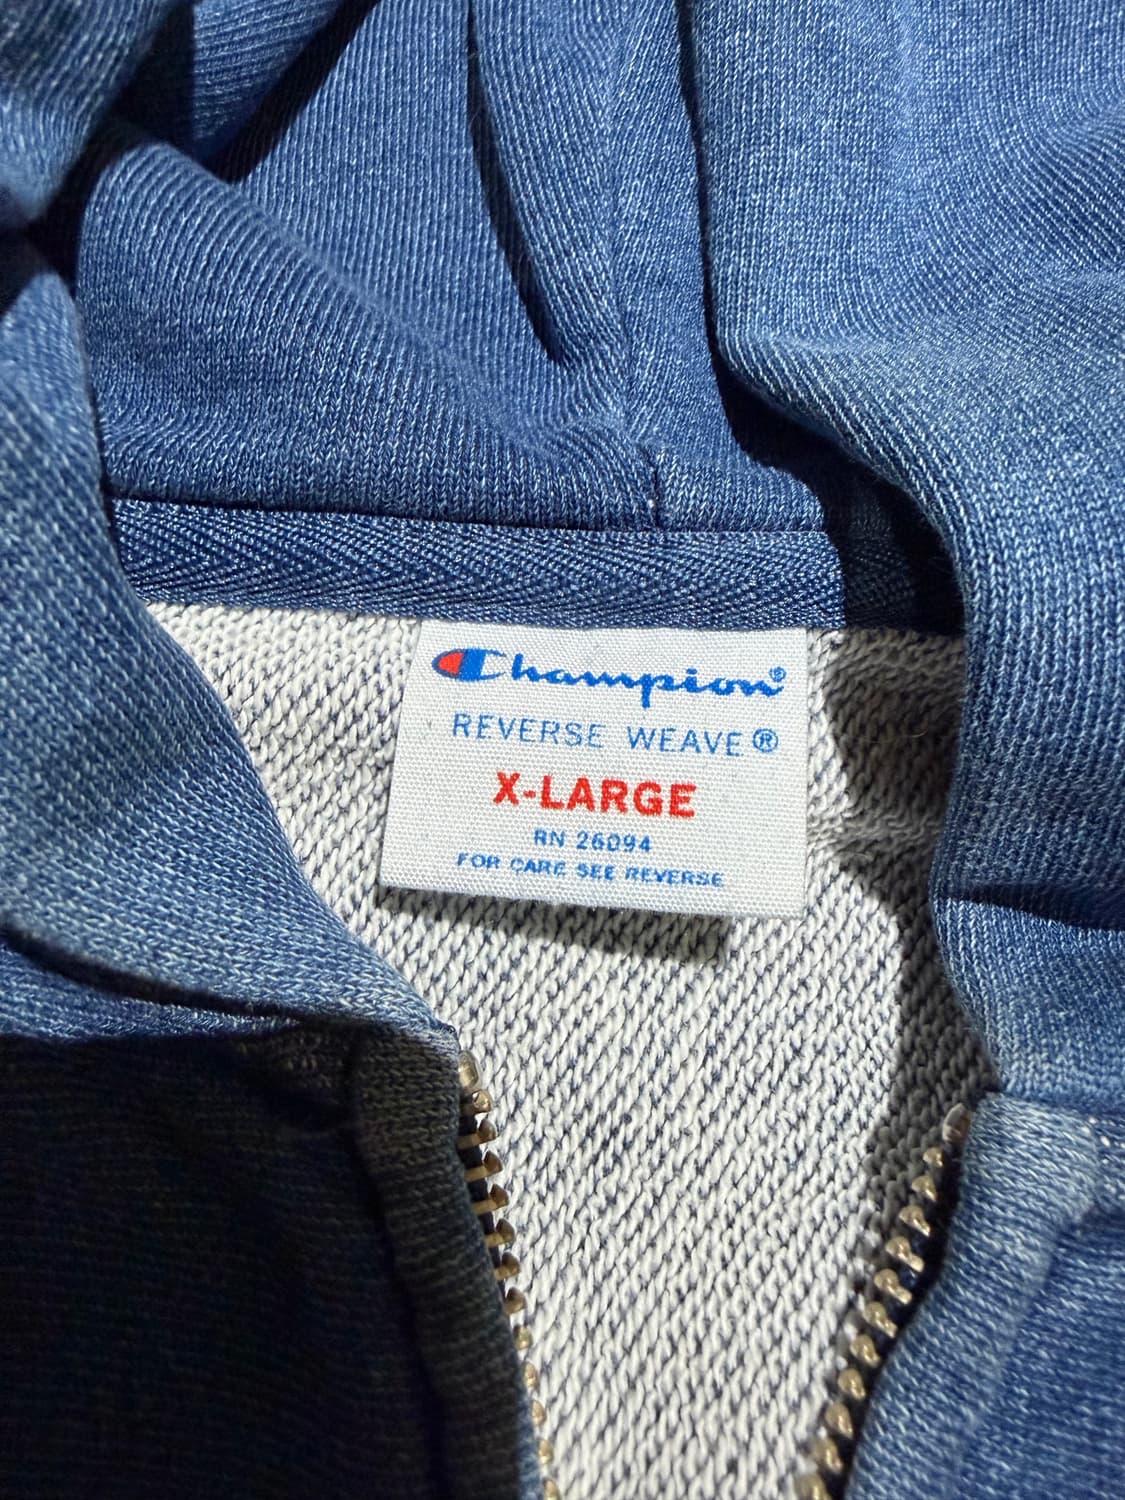 Champion®
REVERSE WEAVE®
X-LARGE
RN 26094
FOR CARE SEE REVERSE